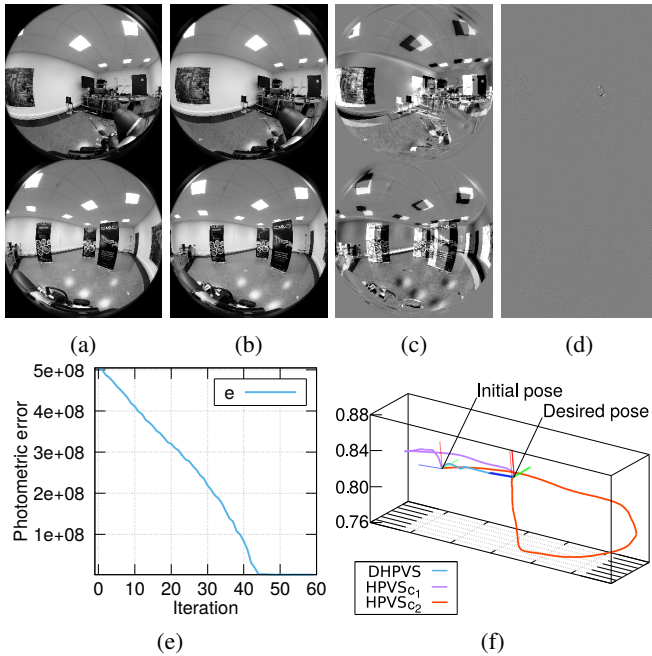 (a)
(b)
(c)
(d)
5e+08
4e+08
3e+08
2e+08
1e+08
Photometric error
e
0
10
20
30
40
50
60
Iteration
(e)
Initial pose
Desired pose
0.88
0.84
0.80
0.76
DHPVS
HPVSc₁
HPVSc₂
(f)